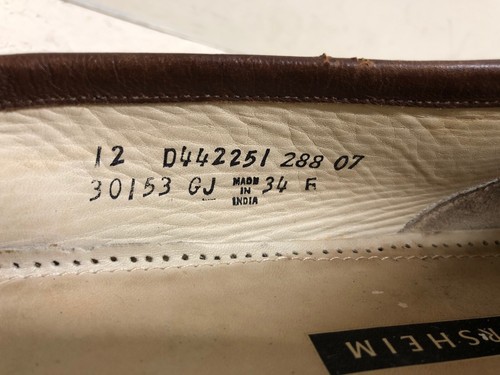 12 D442251 288 07
30153 GJ MADE IN INDIA 34 F
RSHEIM